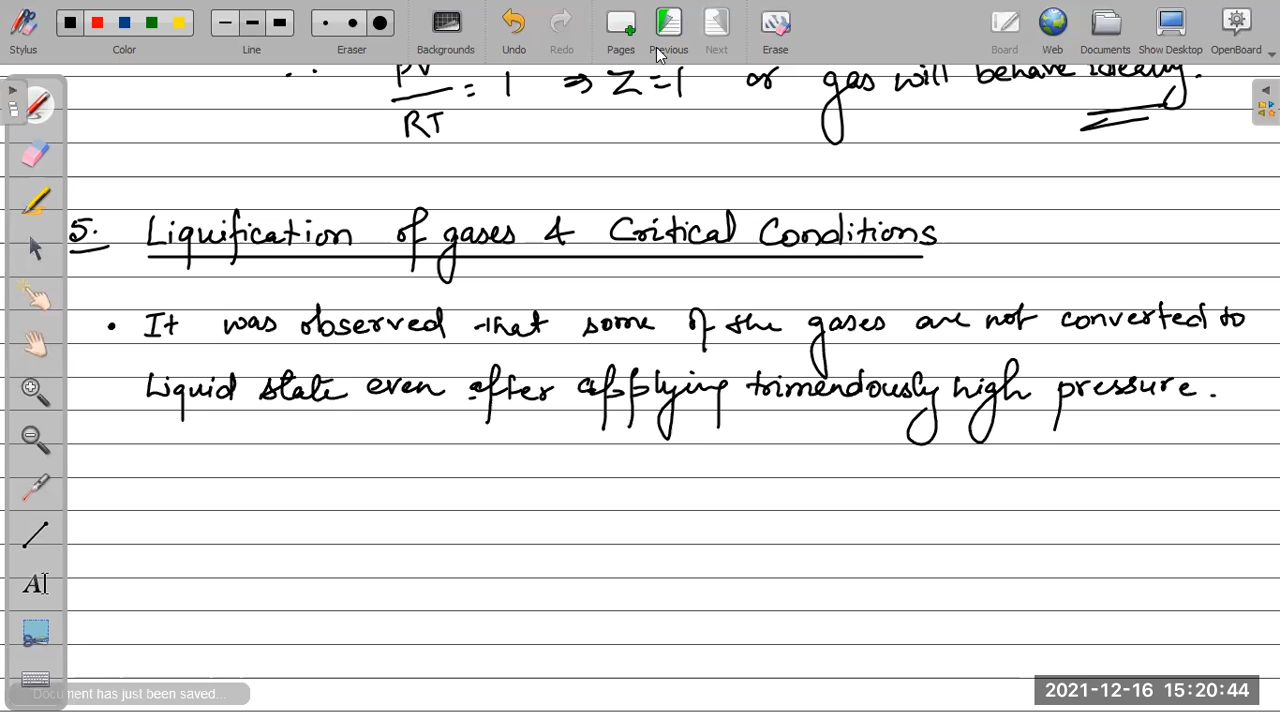 Stylus Color Line Eraser Backgrounds Undo Redo Pages Previous Next Erase Board Web Documents Show Desktop OpenBoard
∴ PV/RT = 1 ⇒ Z = 1 or gas will behave ideally.
5. Liquification of gases & Critical Conditions
• It was observed that some of the gases are not converted to
Liquid state even after applying trimendously high pressure.
Document has just been saved...
2021-12-16 15:20:44